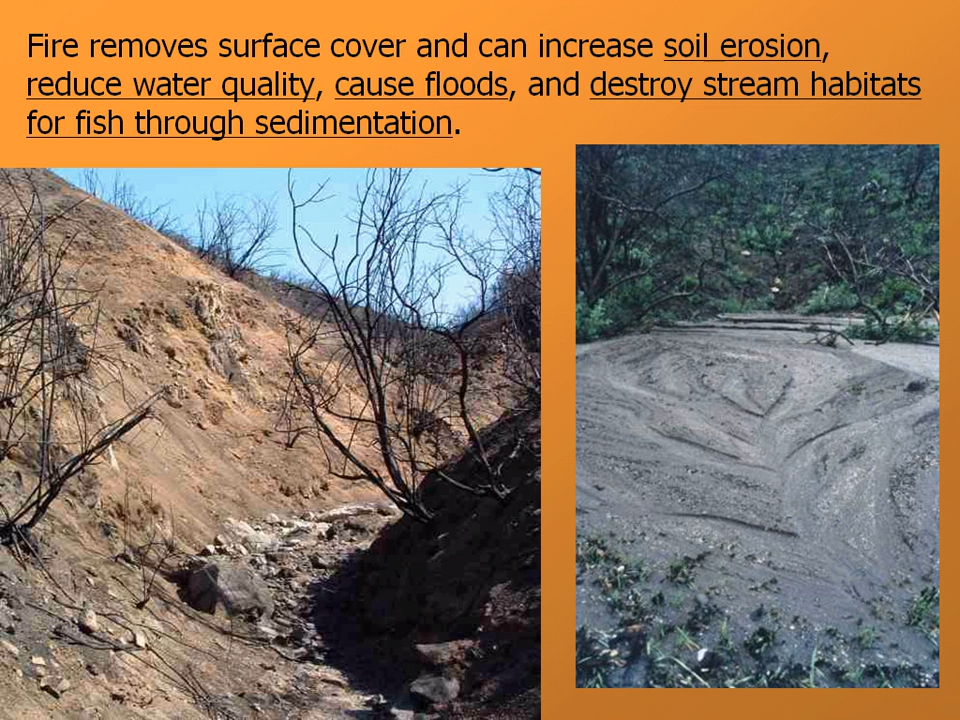 Fire removes surface cover and can increase soil erosion,
reduce water quality, cause floods, and destroy stream habitats
for fish through sedimentation.